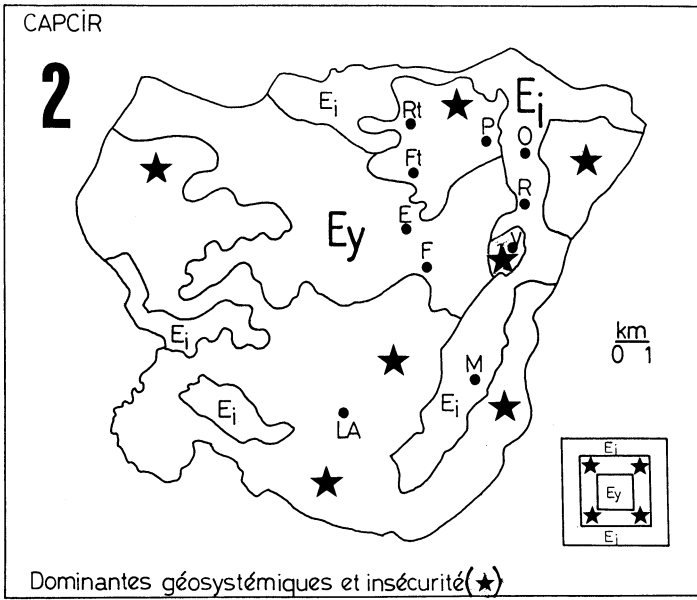 CAPCIR
2
Ei
Ei
Rt
P
O
Ft
R
E
Ey
V
F
Ei
km
0 1
M
Ei
Ei
LA
Ei
Ey
Ei
Dominantes géosystémiques et insécurité(★)